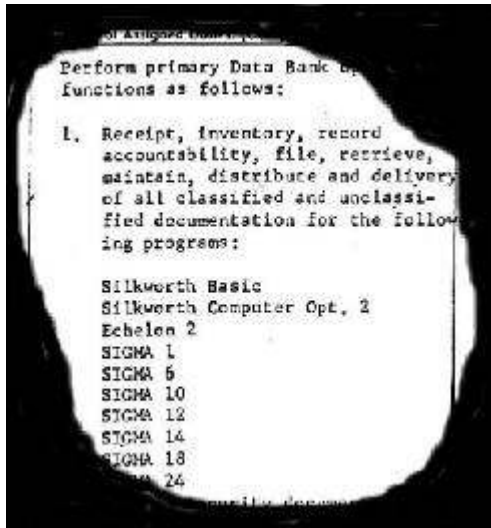 of Assigned
Perform primary Data Bank
functions as follows:
1. Receipt, inventory, record
accountability, file, retrieve,
maintain, distribute and delivery
of all classified and unclassi-
fied documentation for the follow
ing programs:
Silkworth Basic
Silkworth Computer Opt. 2
Echelon 2
SIGMA 1
SIGMA 6
SIGMA 10
SIGMA 12
SIGMA 14
SIGMA 18
24